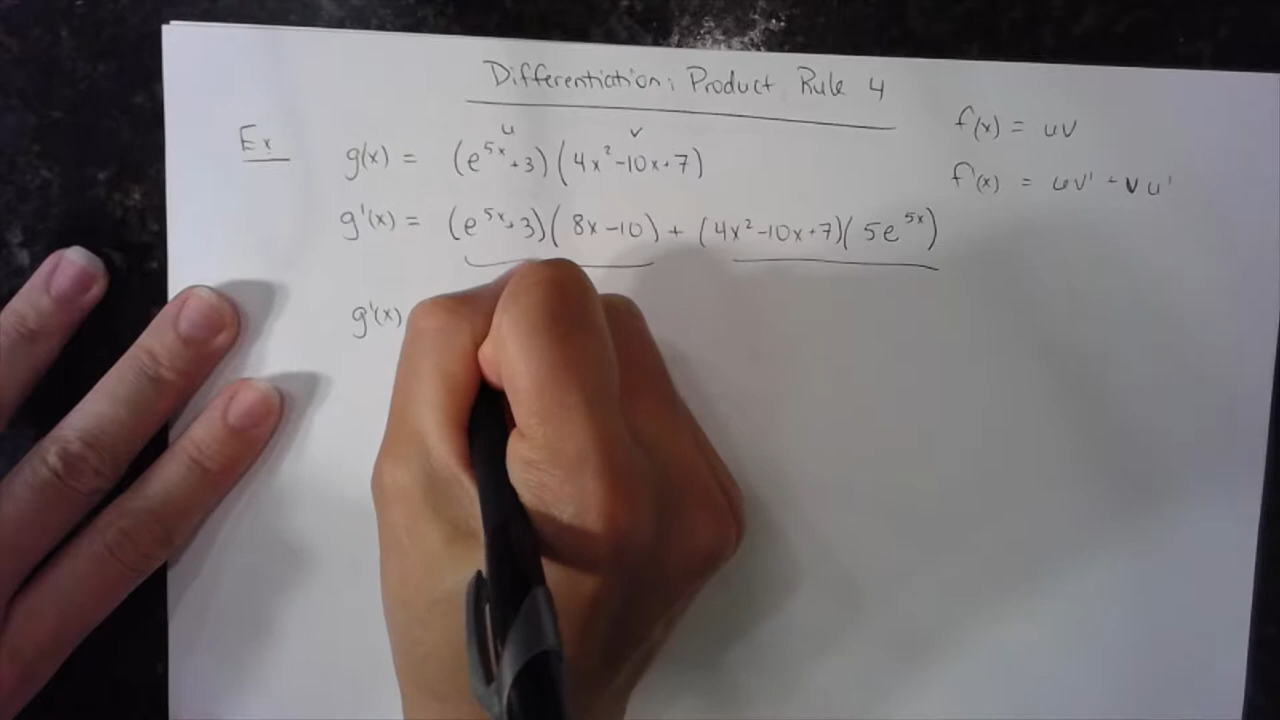 Differentiation: Product Rule 4
f(x) = uv
f'(x) = uv' + vu'
Ex
u v
g(x) = (e^{5x}+3)(4x²-10x+7)
g'(x) = (e^{5x}+3)(8x-10) + (4x²-10x+7)(5e^{5x})
g'(x)